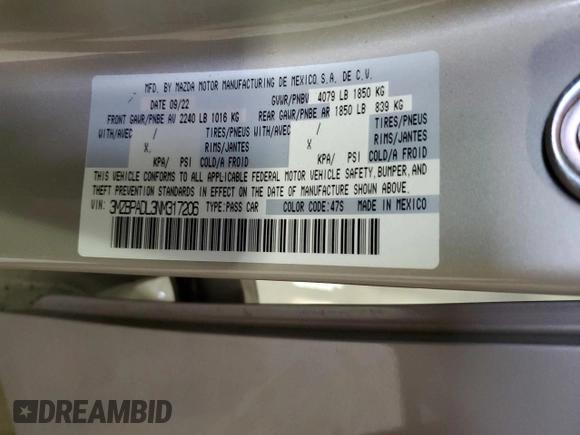 MFD. BY MAZDA MOTOR MANUFACTURING DE MEXICO S.A. DE C.V.
DATE 09/22 GVWR/PNBV 4079 LB 1850 KG
FRONT GAWR/PNBE AV 2240 LB 1016 KG REAR GAWR/PNBE AR 1850 LB 839 KG
WITH/AVEC / TIRES/PNEUS WITH/AVEC / TIRES/PNEUS
X. RIMS/JANTES X. RIMS/JANTES
KPA/ PSI COLD/A FROID KPA/ PSI COLD/A FROID
THIS VEHICLE CONFORMS TO ALL APPLICABLE FEDERAL MOTOR VEHICLE SAFETY, BUMPER, AND
THEFT PREVENTION STANDARDS IN EFFECT ON THE DATE OF MANUFACTURE SHOWN ABOVE.
VIN: 3MZBPADL3NM317206 TYPE:PASS CAR COLOR CODE:47S MADE IN MEXICO
DREAMBID